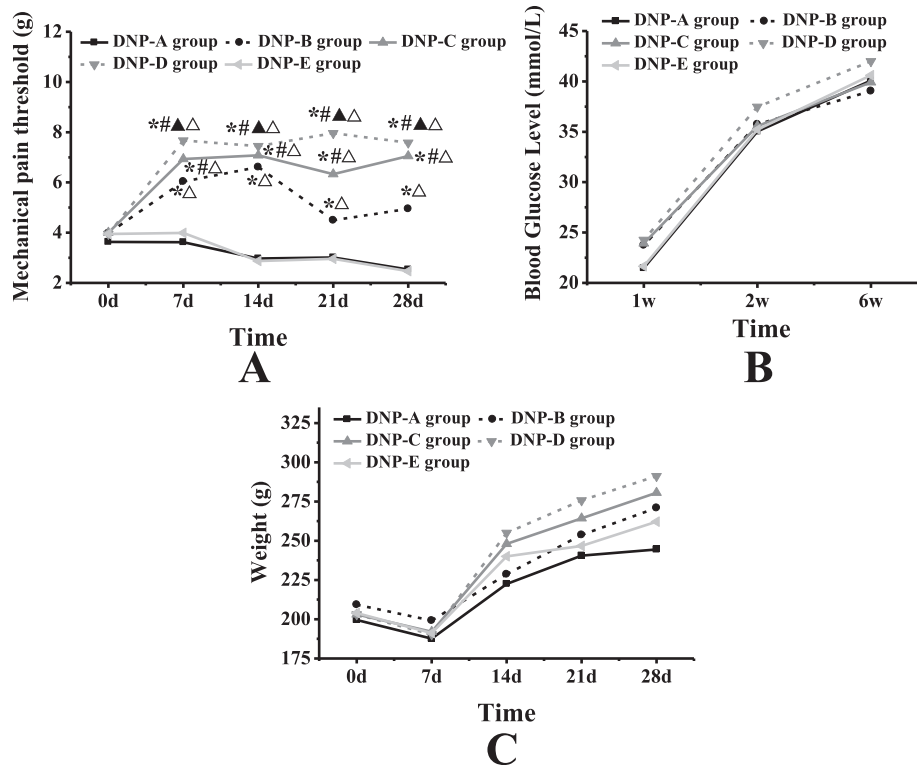 Mechanical pain threshold (g)
12
10
8
6
4
2
DNP-A group DNP-B group DNP-C group
DNP-D group DNP-E group
*#▲△ *#▲△ *#▲△ *#▲△
*#△ *#△ *#△ *#△
*△ *△ *△ *△
0d 7d 14d 21d 28d
Time
A
Blood Glucose Level (mmol/L)
45
40
35
30
25
20
DNP-A group DNP-B group
DNP-C group DNP-D group
DNP-E group
1w 2w 6w
Time
B
Weight (g)
325
300
275
250
225
200
175
DNP-A group DNP-B group
DNP-C group DNP-D group
DNP-E group
0d 7d 14d 21d 28d
Time
C